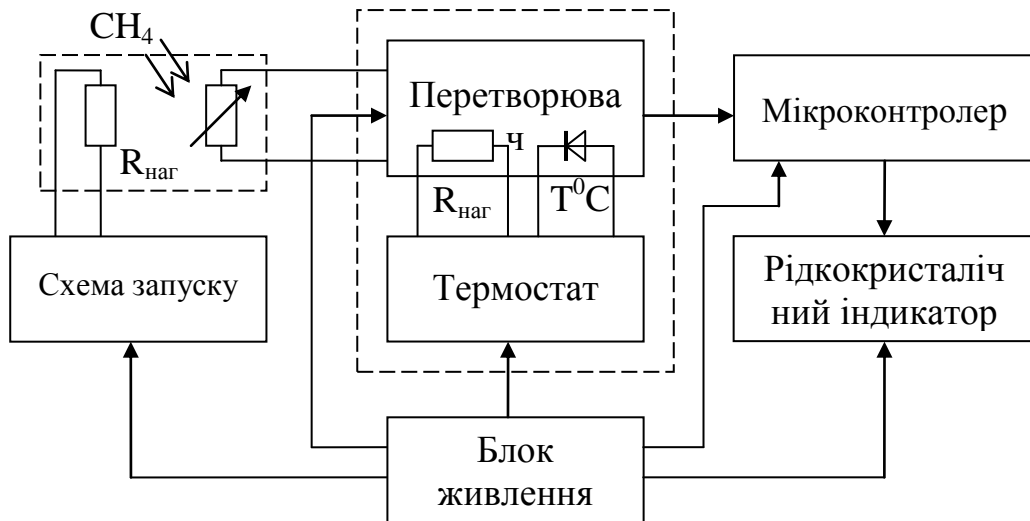 CH₄
Rнаг
Схема запуску
Перетворюва
ч
Rнаг
T⁰C
Термостат
Мікроконтролер
Рідкокристаліч
ний індикатор
Блок
живлення